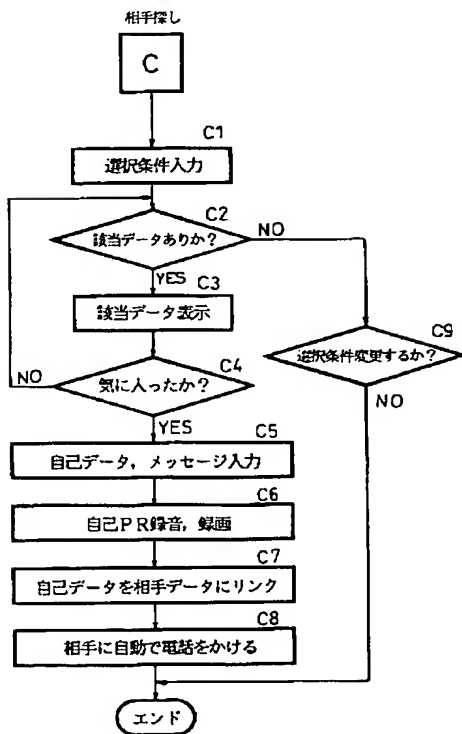 相手探し
C
C1
選択条件入力
C2
該当データありか？
NO
YES
C3
該当データ表示
C9
選択条件変更するか？
C4
気に入ったか？
NO
NO
YES
C5
自己データ，メッセージ入力
C6
自己ＰＲ録音，録画
C7
自己データを相手データにリンク
C8
相手に自動で電話をかける
エンド